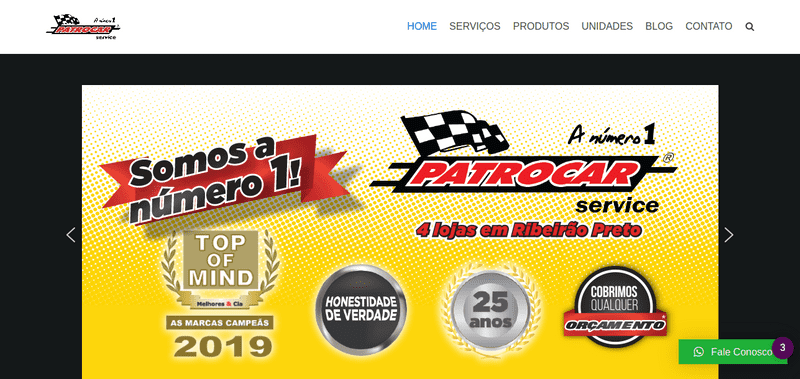 A número 1
PATROCAR
service
HOME SERVIÇOS PRODUTOS UNIDADES BLOG CONTATO
Somos a
número 1!
A número 1
PATROCAR®
service
4 lojas em Ribeirão Preto
TOP
OF
MIND
Melhores & Cia
AS MARCAS CAMPEÃS
2019
HONESTIDADE
DE VERDADE
25
anos
COBRIMOS
QUALQUER
ORÇAMENTO
Fale Conosco
3